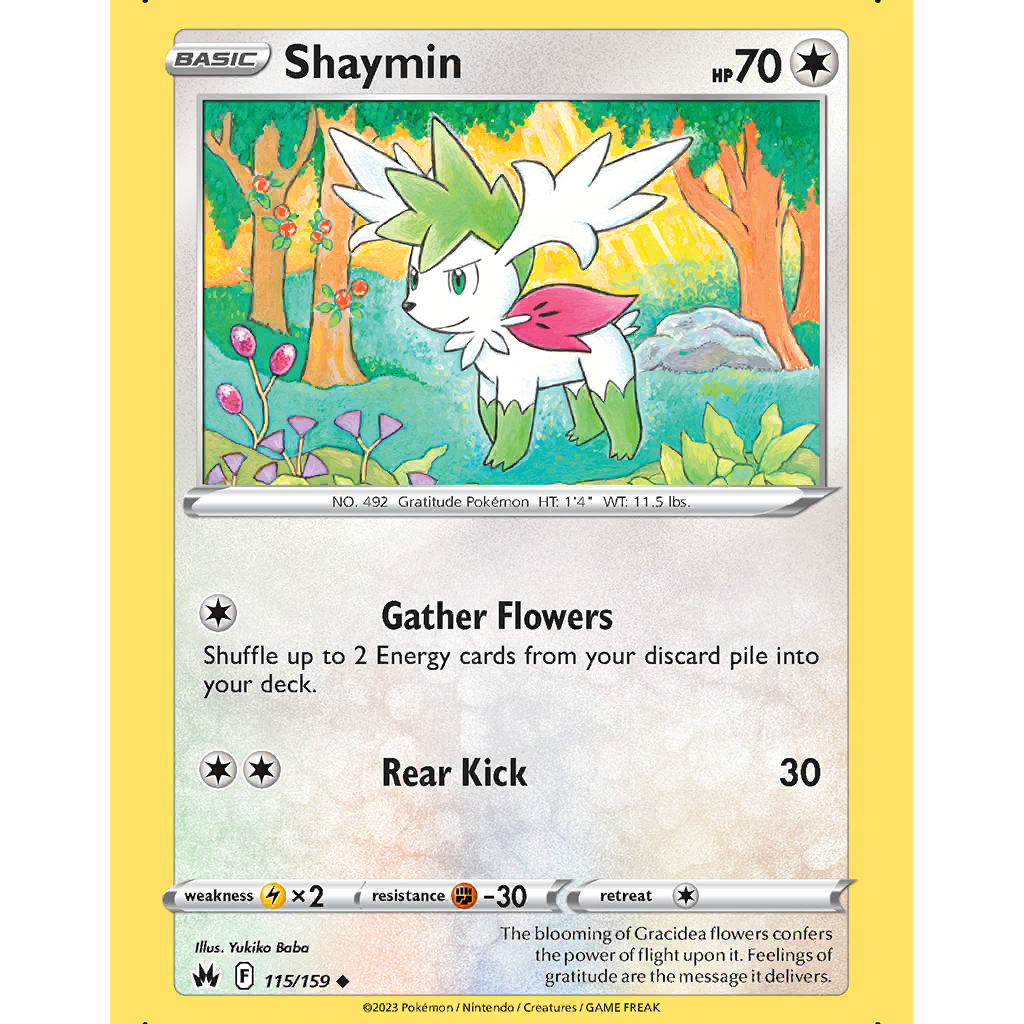 BASIC Shaymin HP 70
NO. 492 Gratitude Pokémon HT: 1'4" WT: 11.5 lbs.
Gather Flowers
Shuffle up to 2 Energy cards from your discard pile into
your deck.
Rear Kick 30
weakness ×2 resistance -30 retreat
Illus. Yukiko Baba
The blooming of Gracidea flowers confers
the power of flight upon it. Feelings of
gratitude are the message it delivers.
F 115/159
©2023 Pokémon / Nintendo / Creatures / GAME FREAK